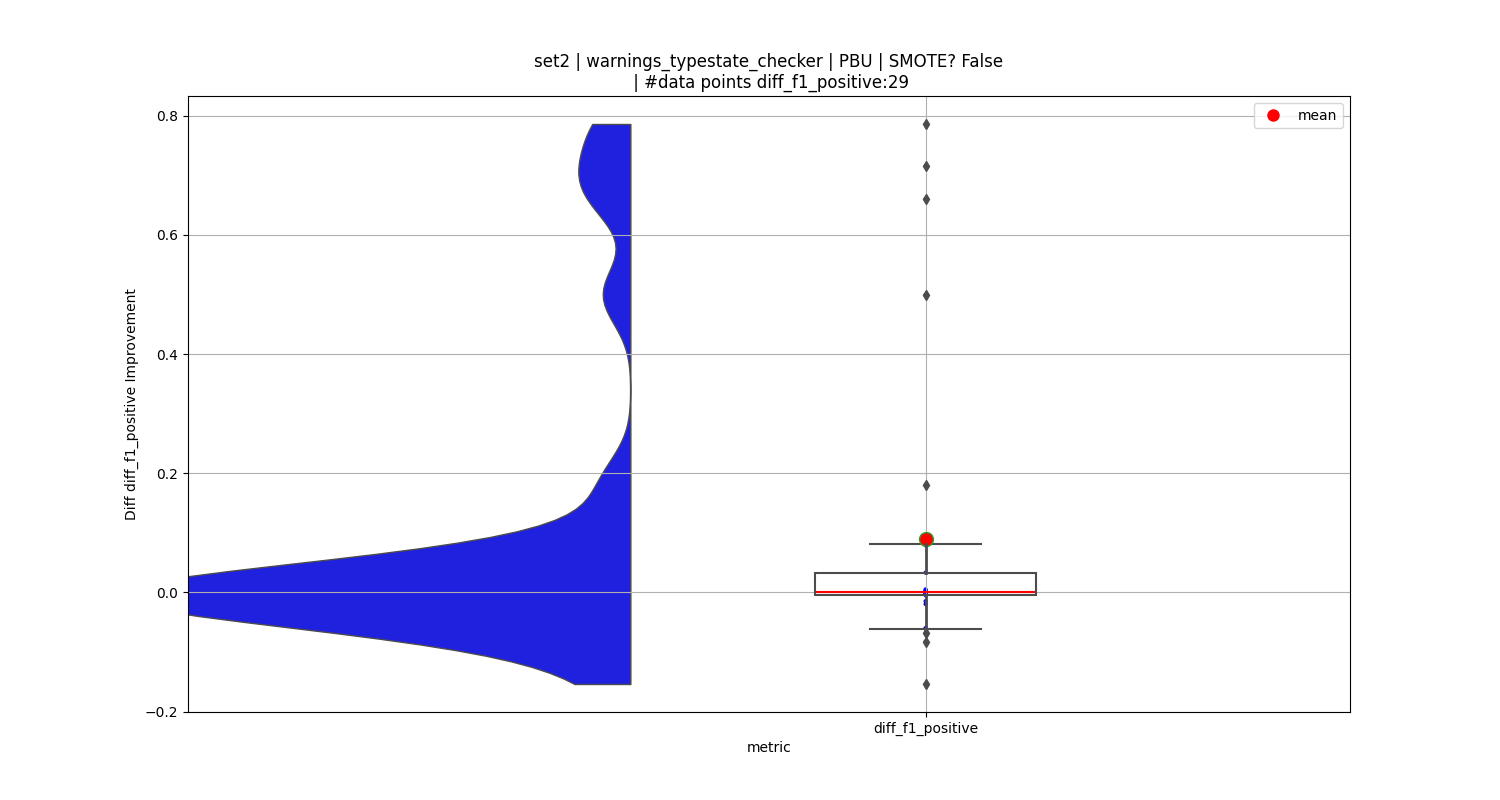 set2 | warnings_typestate_checker | PBU | SMOTE? False
| #data points diff_f1_positive:29
mean
0.8
0.6
0.4
0.2
0.0
−0.2
Diff diff_f1_positive Improvement
diff_f1_positive
metric